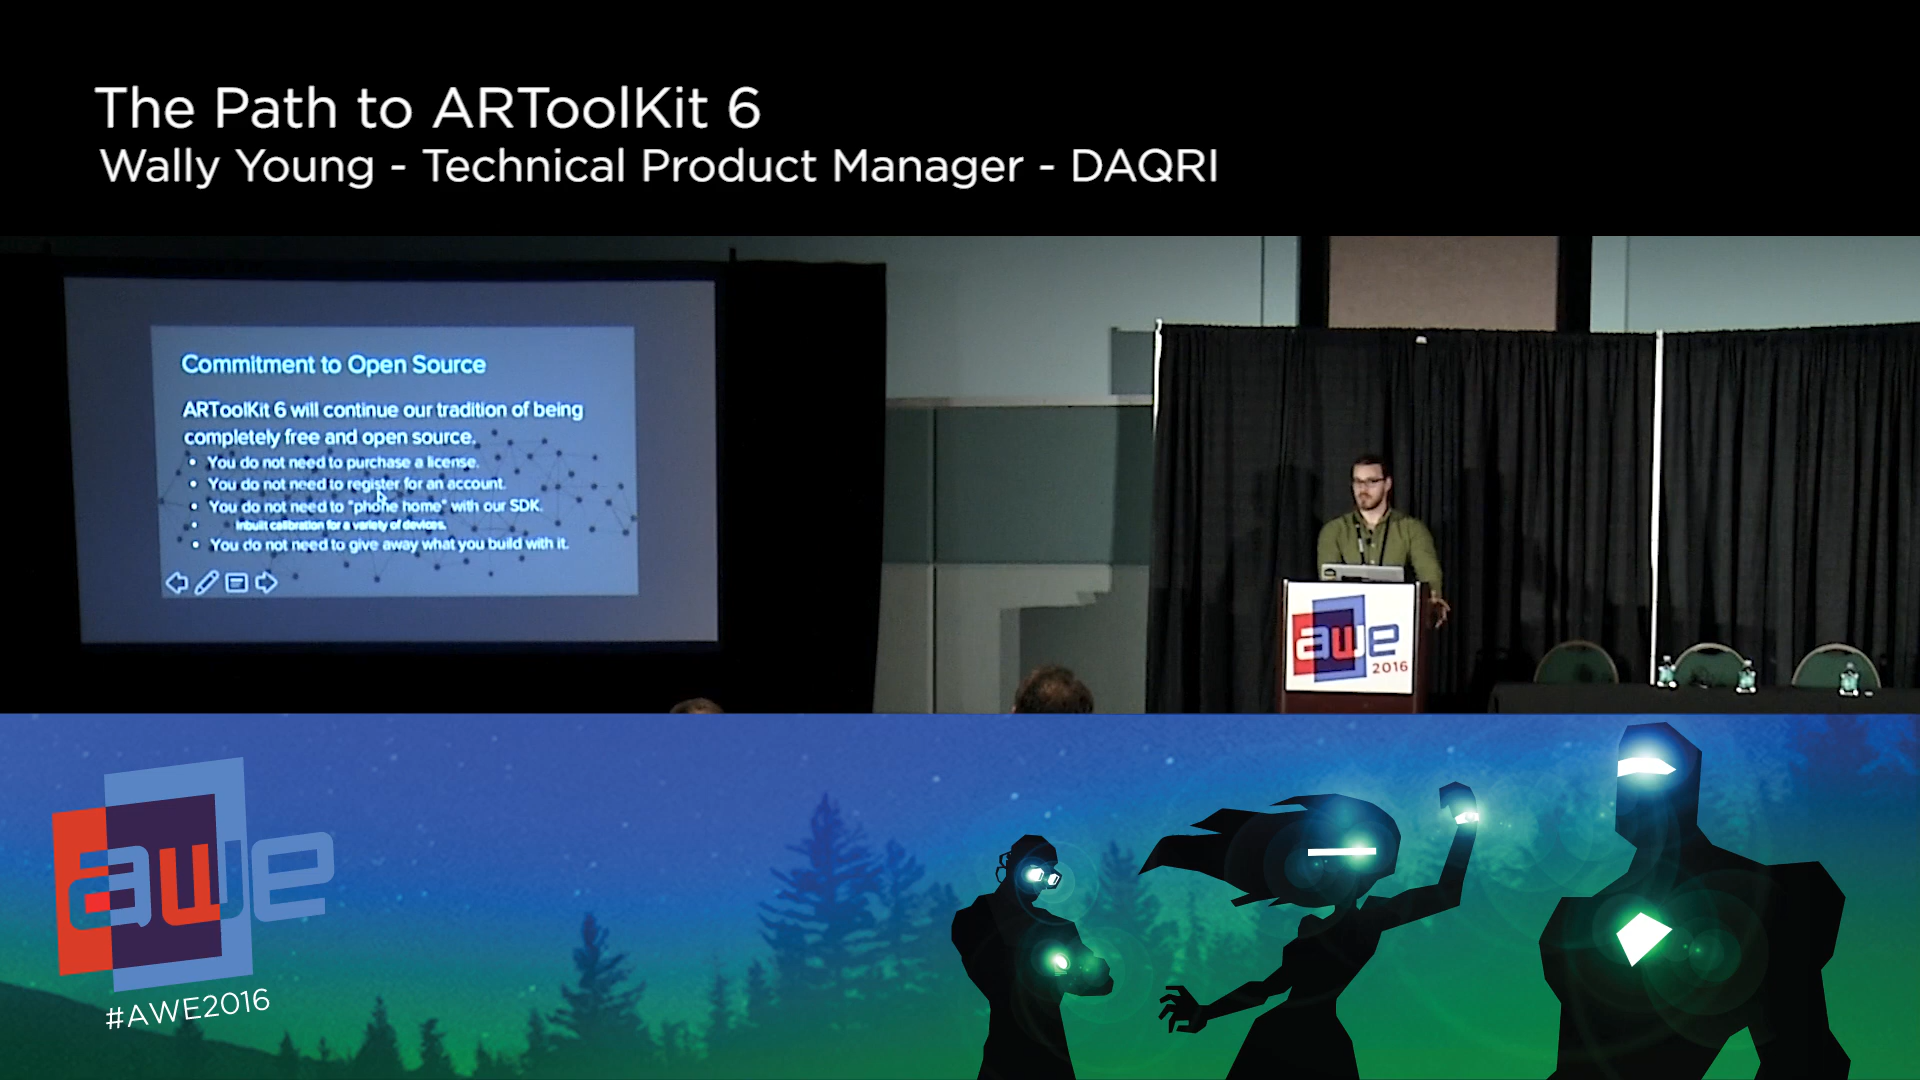 The Path to ARToolKit 6
Wally Young - Technical Product Manager - DAQRI
Commitment to Open Source
ARToolKit 6 will continue our tradition of being
completely free and open source.
• You do not need to purchase a license.
• You do not need to register for an account.
• You do not need to "phone home" with our SDK.
• Inbuilt calibration for a variety of devices.
• You do not need to give away what you build with it.
awe
2016
awe
#AWE2016